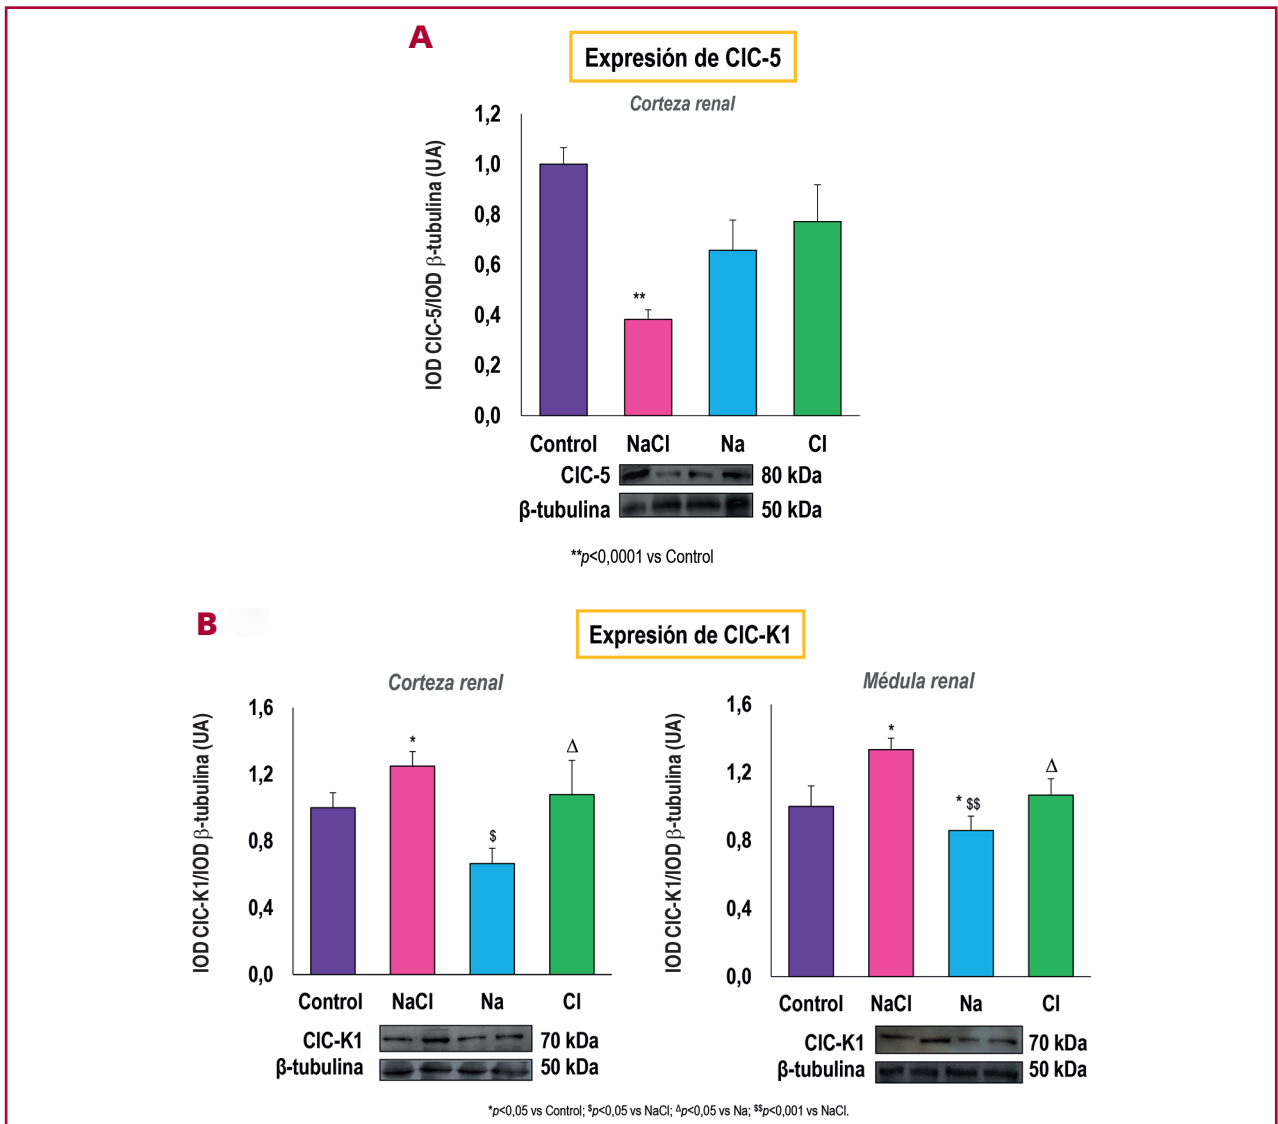 A
Expresión de ClC-5
Corteza renal
IOD ClC-5/IOD β-tubulina (UA)
1,2
1,0
0,8
0,6
0,4
0,2
0,0
**
Control NaCl Na Cl
ClC-5 80 kDa
β-tubulina 50 kDa
**p<0,0001 vs Control
B
Expresión de ClC-K1
Corteza renal
IOD ClC-K1/IOD β-tubulina (UA)
1,6
1,2
0,8
0,4
0,0
*
$
Δ
Control NaCl Na Cl
ClC-K1 70 kDa
β-tubulina 50 kDa
Médula renal
IOD ClC-K1/IOD β-tubulina (UA)
1,6
1,2
0,8
0,4
0,0
*
* $$
Δ
Control NaCl Na Cl
ClC-K1 70 kDa
β-tubulina 50 kDa
*p<0,05 vs Control; $p<0,05 vs NaCl; Δp<0,05 vs Na; $$p<0,001 vs NaCl.